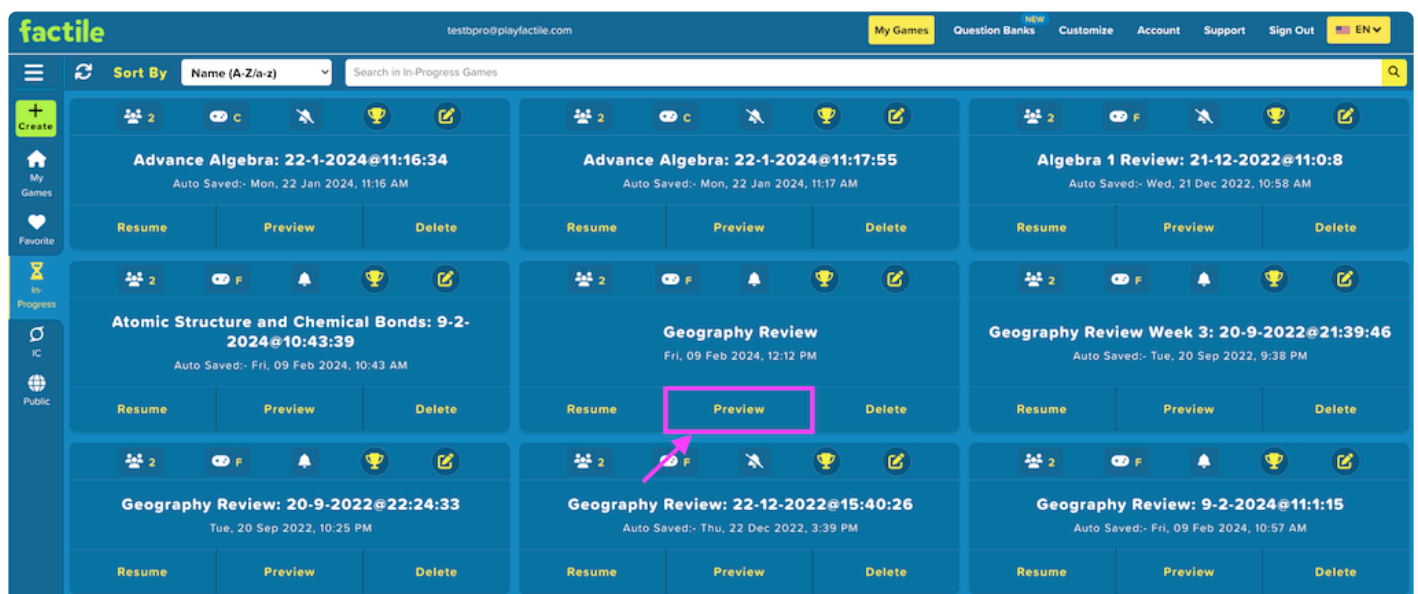 factile
testbpro@playfactile.com
My Games
Question Banks
NEW
Customize
Account
Support
Sign Out
EN
Sort By
Name (A-Z/a-z)
Search in In-Progress Games
Create
My
Games
Favorite
In-
Progress
IC
Public
2
C
Advance Algebra: 22-1-2024@11:16:34
Auto Saved:- Mon, 22 Jan 2024, 11:16 AM
Resume
Preview
Delete
2
C
Advance Algebra: 22-1-2024@11:17:55
Auto Saved:- Mon, 22 Jan 2024, 11:17 AM
Resume
Preview
Delete
2
F
Algebra 1 Review: 21-12-2022@11:0:8
Auto Saved:- Wed, 21 Dec 2022, 10:58 AM
Resume
Preview
Delete
2
F
Atomic Structure and Chemical Bonds: 9-2-
2024@10:43:39
Auto Saved:- Fri, 09 Feb 2024, 10:43 AM
Resume
Preview
Delete
2
F
Geography Review
Fri, 09 Feb 2024, 12:12 PM
Resume
Preview
Delete
2
F
Geography Review Week 3: 20-9-2022@21:39:46
Auto Saved:- Tue, 20 Sep 2022, 9:38 PM
Resume
Preview
Delete
2
F
Geography Review: 20-9-2022@22:24:33
Tue, 20 Sep 2022, 10:25 PM
Resume
Preview
Delete
2
F
Geography Review: 22-12-2022@15:40:26
Auto Saved:- Thu, 22 Dec 2022, 3:39 PM
Resume
Preview
Delete
2
F
Geography Review: 9-2-2024@11:1:15
Auto Saved:- Fri, 09 Feb 2024, 10:57 AM
Resume
Preview
Delete